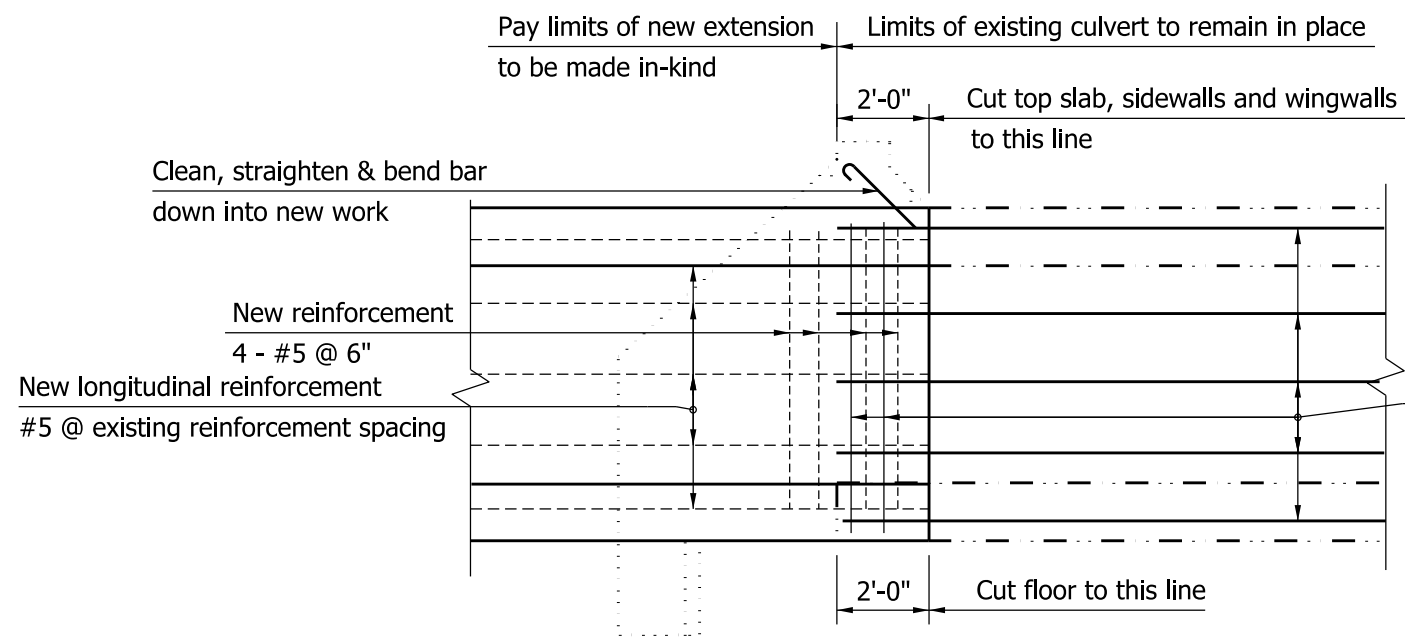 Pay limits of new extension
to be made in-kind
Limits of existing culvert to remain in place
2'-0"
Cut top slab, sidewalls and wingwalls
to this line
Clean, straighten & bend bar
down into new work
New reinforcement
4 - #5 @ 6"
New longitudinal reinforcement
#5 @ existing reinforcement spacing
2'-0"
Cut floor to this line